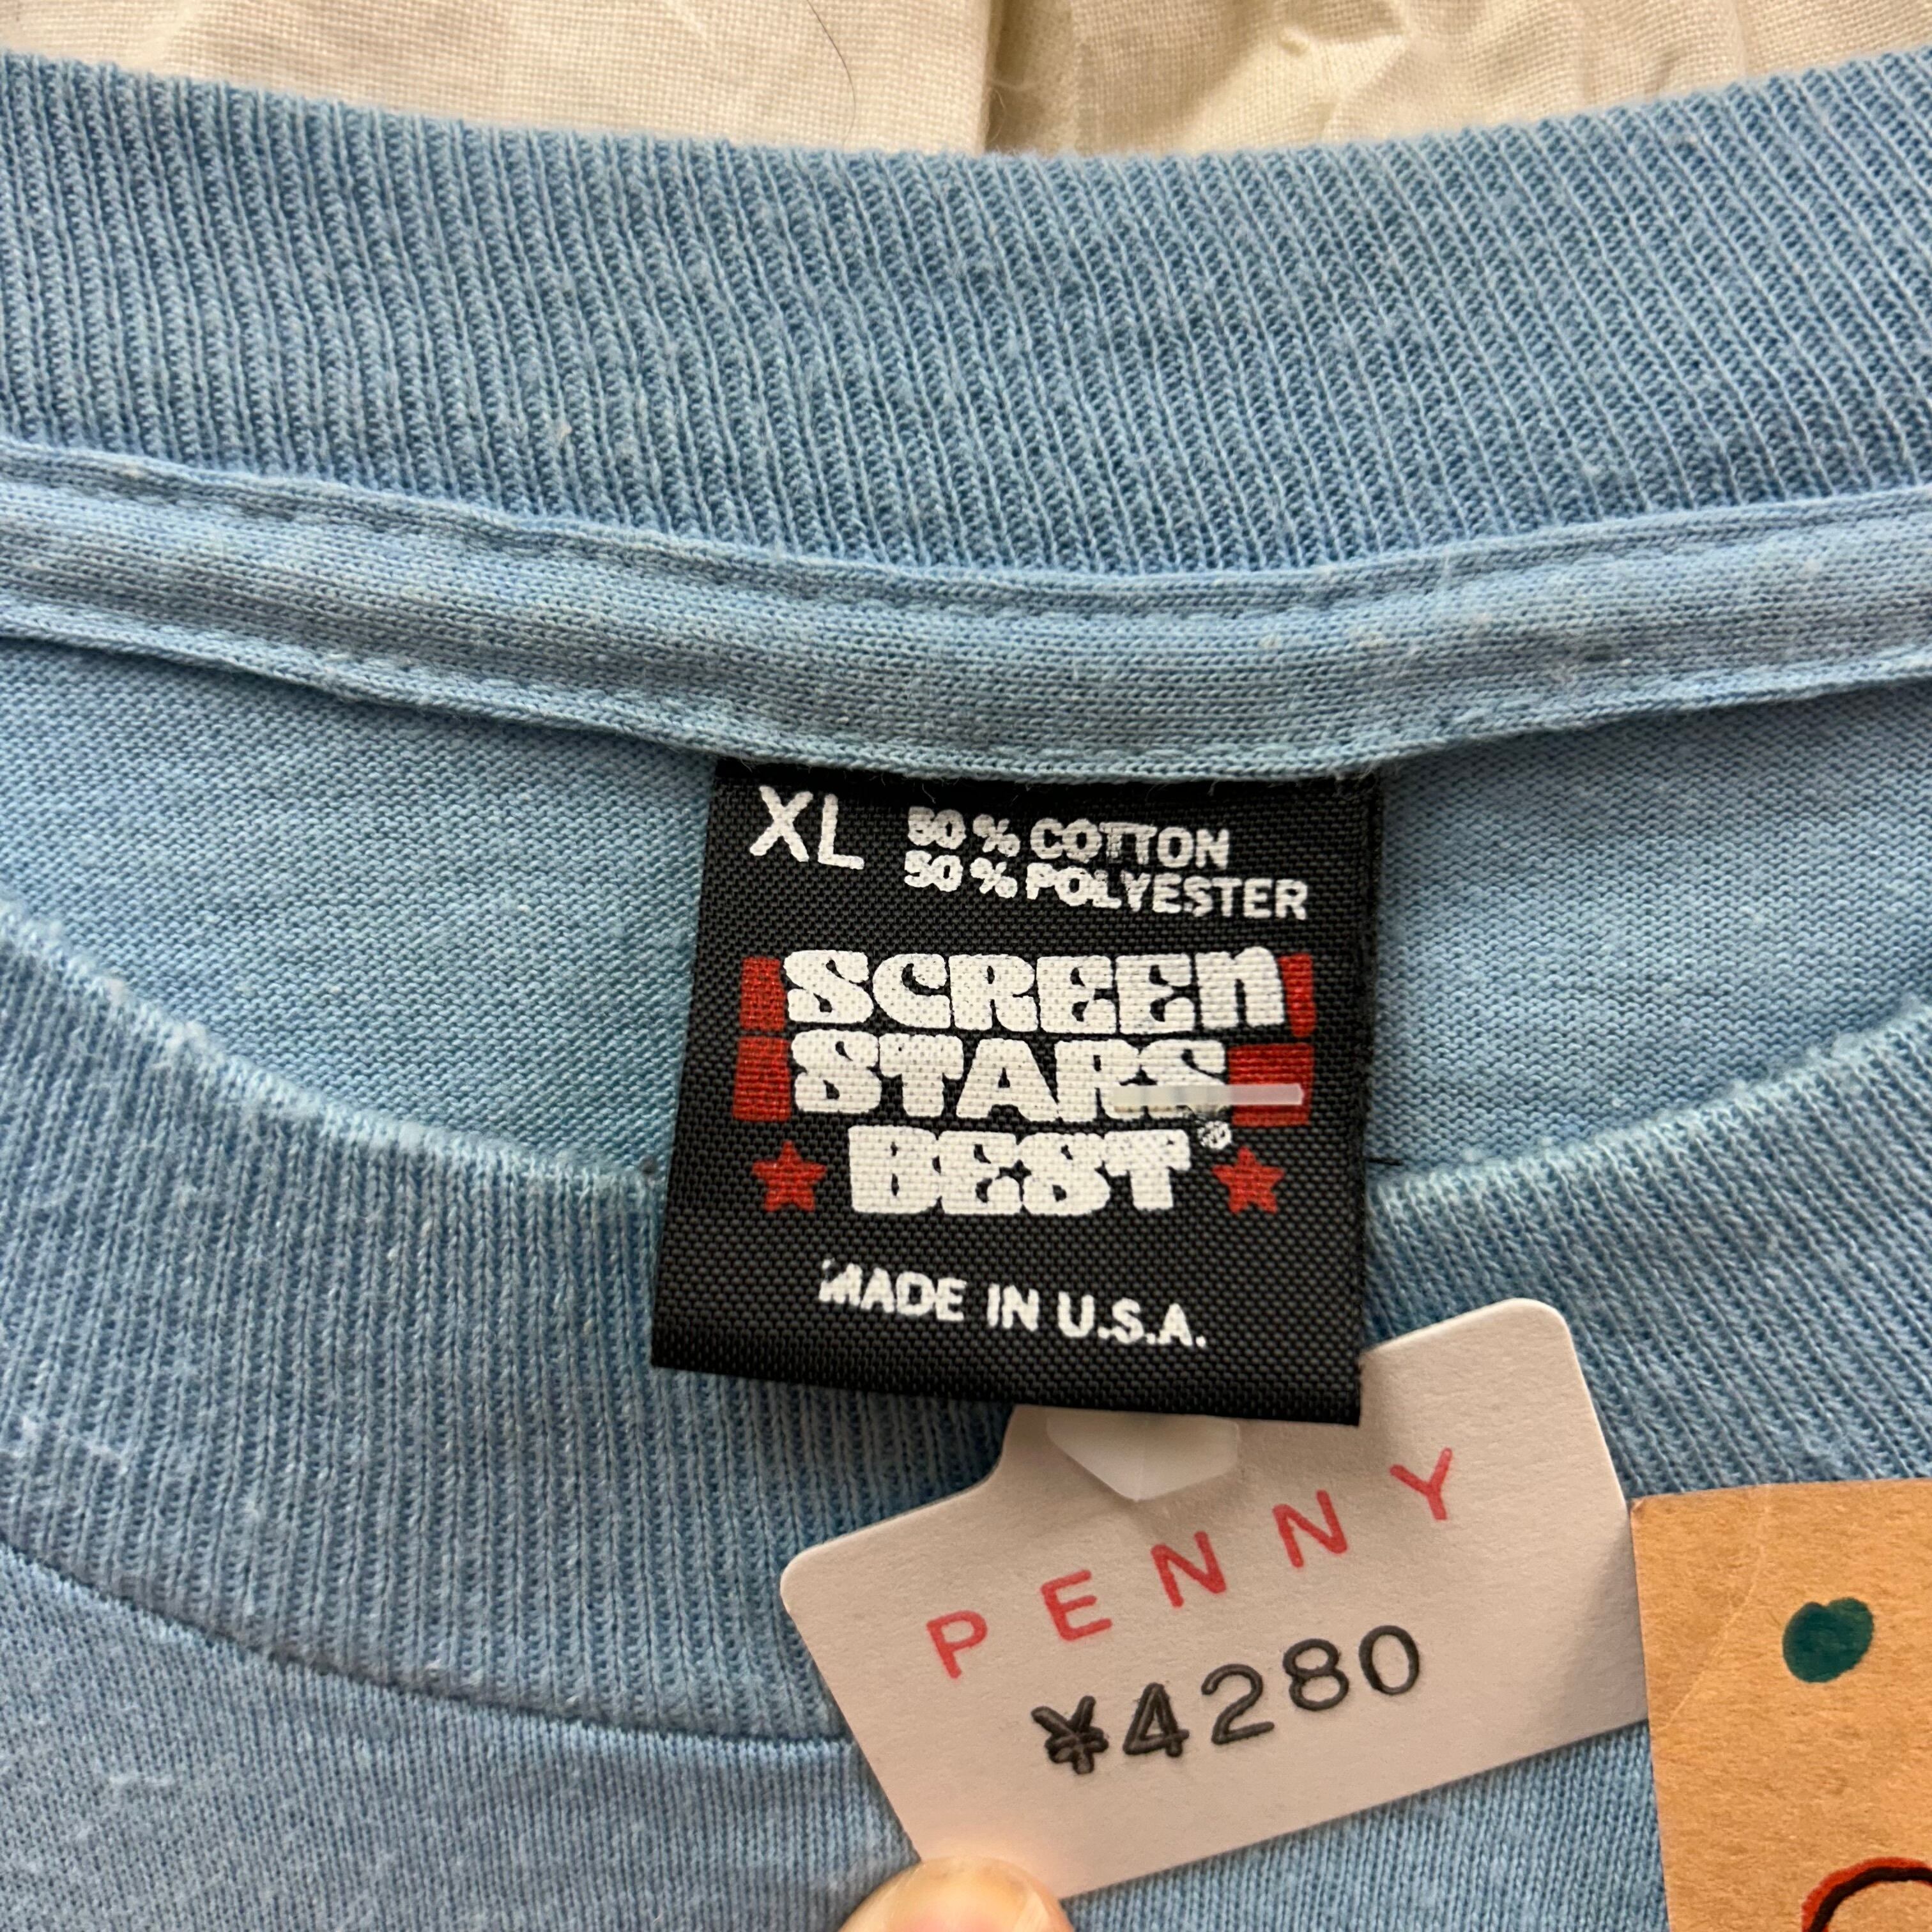 XL 50% COTTON
50% POLYESTER
SCREEN
STARS
BEST®
MADE IN U.S.A.
PENNY
¥4280